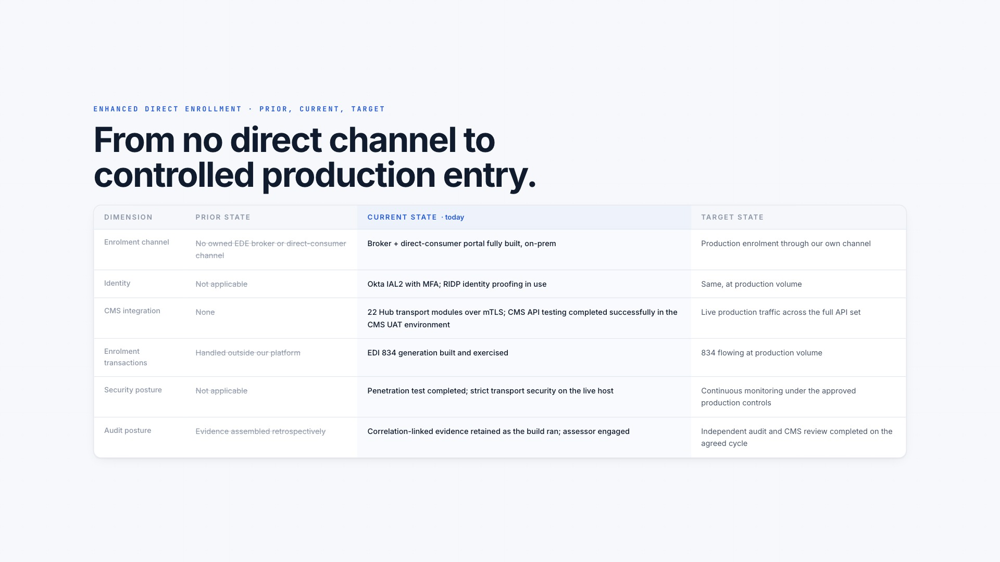 ENHANCED DIRECT ENROLLMENT · PRIOR, CURRENT, TARGET
From no direct channel to
controlled production entry.
DIMENSION PRIOR STATE CURRENT STATE · today TARGET STATE
Enrolment channel
No owned EDE broker or direct-consumer
channel
Broker + direct-consumer portal fully built, on-prem
Production enrolment through our own channel
Identity
Not applicable
Okta IAL2 with MFA; RIDP identity proofing in use
Same, at production volume
CMS integration
None
22 Hub transport modules over mTLS; CMS API testing completed successfully in the
CMS UAT environment
Live production traffic across the full API set
Enrolment
transactions
Handled outside our platform
EDI 834 generation built and exercised
834 flowing at production volume
Security posture
Not applicable
Penetration test completed; strict transport security on the live host
Continuous monitoring under the approved
production controls
Audit posture
Evidence assembled retrospectively
Correlation-linked evidence retained as the build ran; assessor engaged
Independent audit and CMS review completed on the
agreed cycle